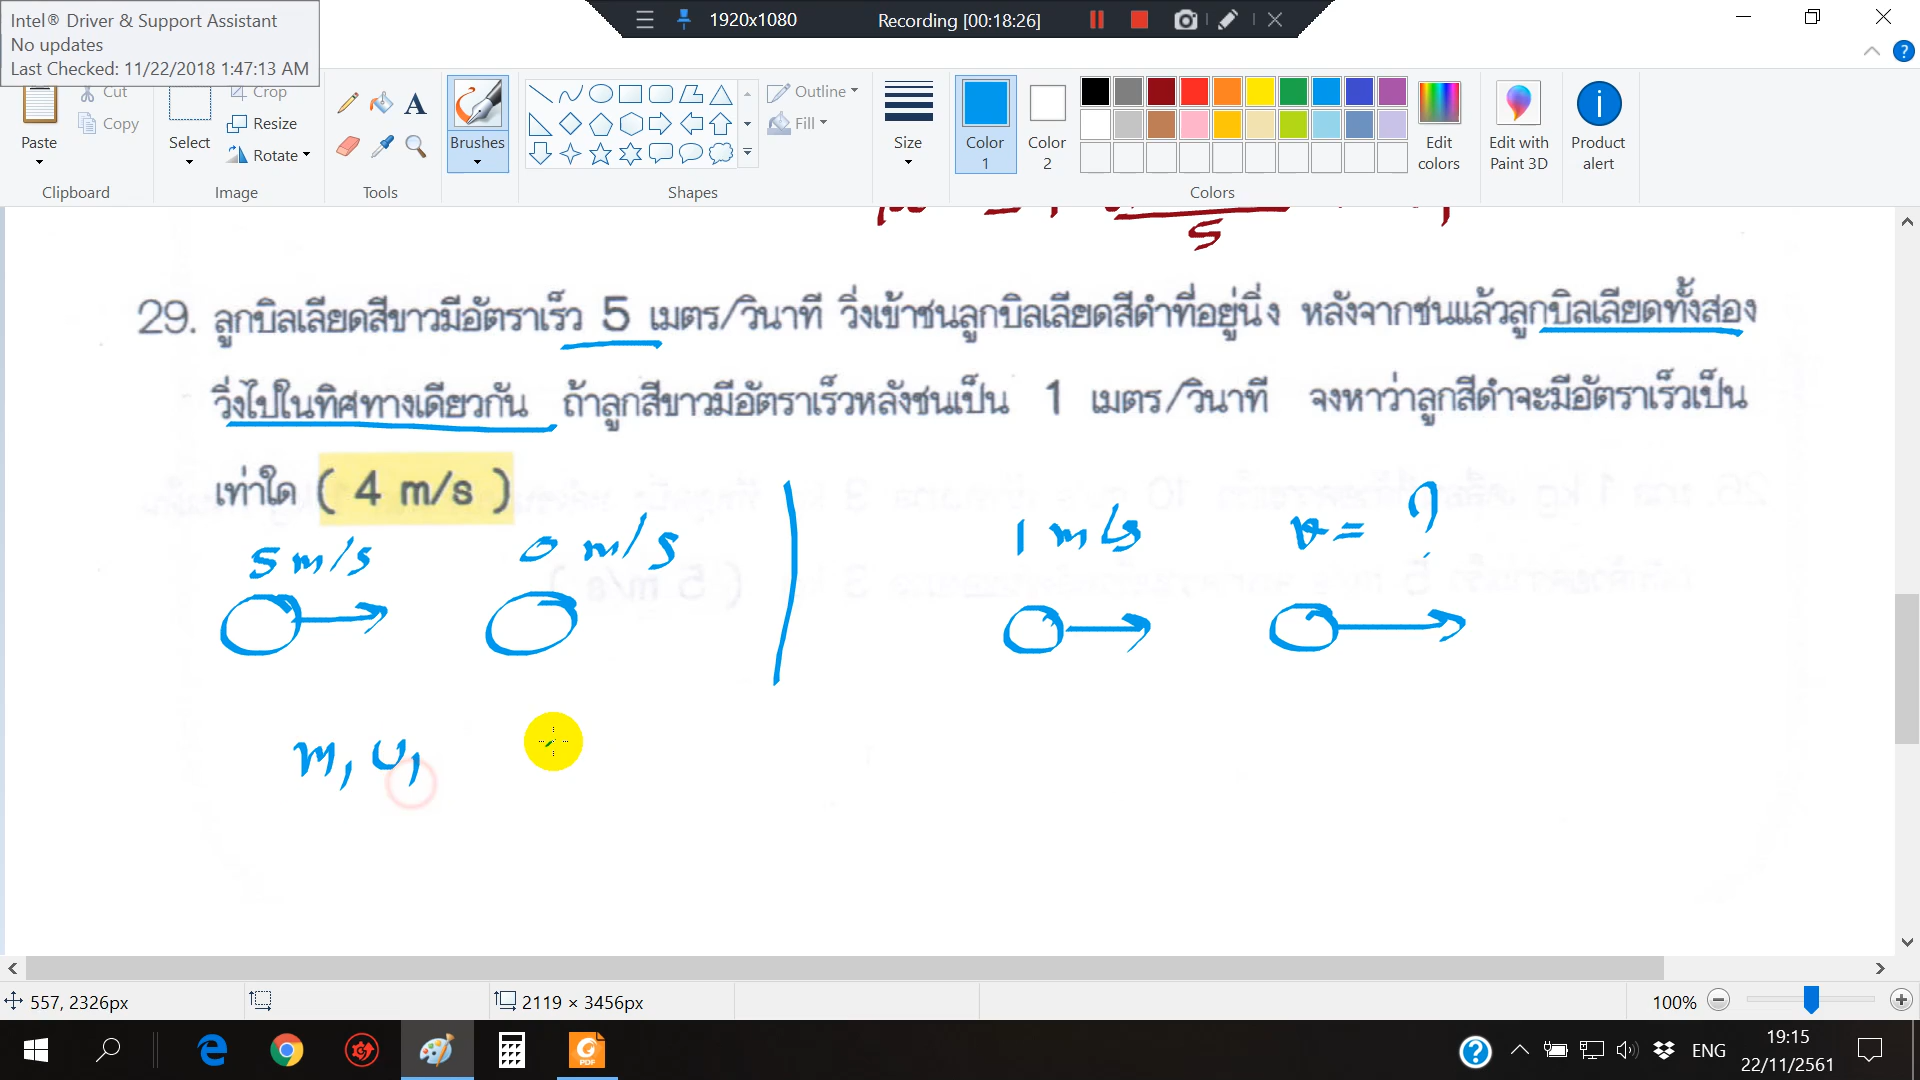 Intel® Driver & Support Assistant
No updates
Last Checked: 11/22/2018 1:47:13 AM
1920x1080
Recording [00:18:26]
Paste
Cut
Copy
Clipboard
Select
Crop
Resize
Rotate
Image
Tools
Brushes
Shapes
Outline
Fill
Size
Color 1
Color 2
Colors
Edit colors
Edit with Paint 3D
Product alert
5
29. ลูกบิลเลียดสีขาวมีอัตราเร็ว 5 เมตร/วินาที วิ่งเข้าชนลูกบิลเลียดสีดำที่อยู่นิ่ง หลังจากชนแล้วลูกบิลเลียดทั้งสอง
วิ่งไปในทิศทางเดียวกัน ถ้าลูกสีขาวมีอัตราเร็วหลังชนเป็น 1 เมตร/วินาที จงหาว่าลูกสีดำจะมีอัตราเร็วเป็น
เท่าใด ( 4 m/s )
5 m/s 0 m/s 1 m/s v = ?
m₁ u₁
557, 2326px
2119 × 3456px
100%
ENG
19:15
22/11/2561